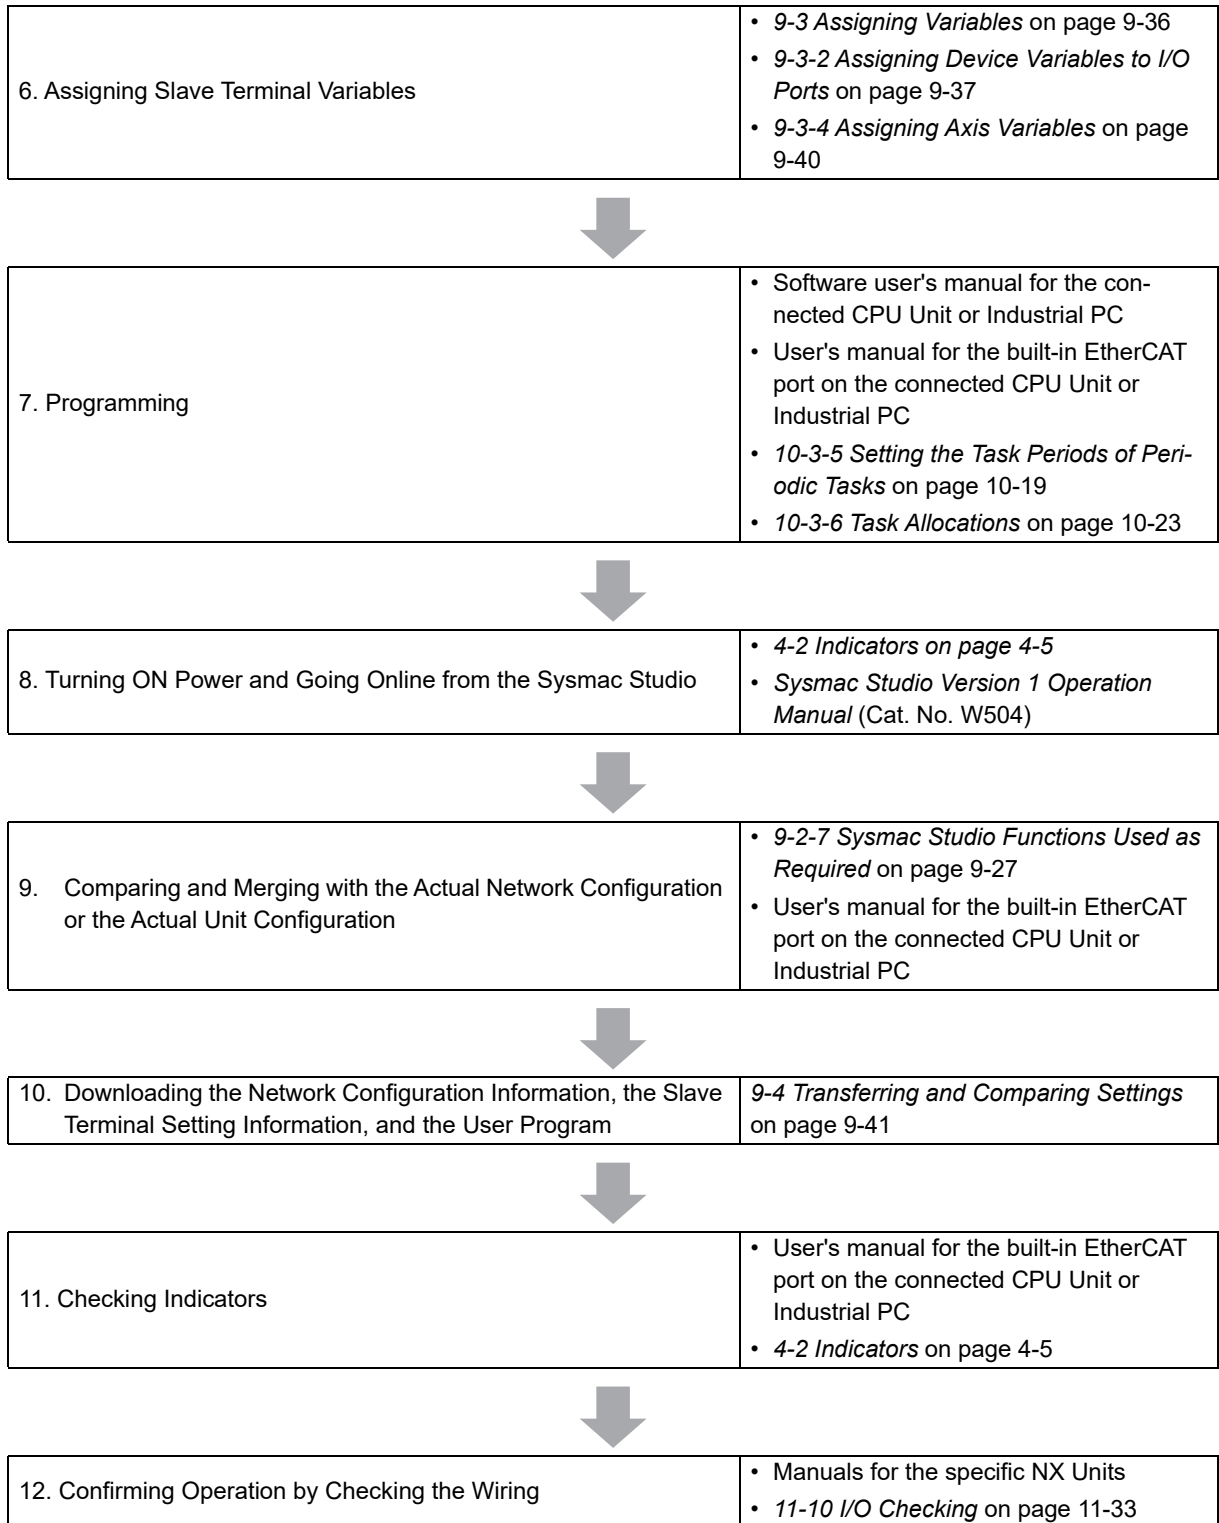 6. Assigning Slave Terminal Variables
• 9-3 Assigning Variables on page 9-36
• 9-3-2 Assigning Device Variables to I/O
Ports on page 9-37
• 9-3-4 Assigning Axis Variables on page
9-40
7. Programming
• Software user's manual for the con-
nected CPU Unit or Industrial PC
• User's manual for the built-in EtherCAT
port on the connected CPU Unit or
Industrial PC
• 10-3-5 Setting the Task Periods of Peri-
odic Tasks on page 10-19
• 10-3-6 Task Allocations on page 10-23
8. Turning ON Power and Going Online from the Sysmac Studio
• 4-2 Indicators on page 4-5
• Sysmac Studio Version 1 Operation
Manual (Cat. No. W504)
9. Comparing and Merging with the Actual Network Configuration
or the Actual Unit Configuration
• 9-2-7 Sysmac Studio Functions Used as
Required on page 9-27
• User's manual for the built-in EtherCAT
port on the connected CPU Unit or
Industrial PC
10. Downloading the Network Configuration Information, the Slave
Terminal Setting Information, and the User Program
9-4 Transferring and Comparing Settings
on page 9-41
11. Checking Indicators
• User's manual for the built-in EtherCAT
port on the connected CPU Unit or
Industrial PC
• 4-2 Indicators on page 4-5
12. Confirming Operation by Checking the Wiring
• Manuals for the specific NX Units
• 11-10 I/O Checking on page 11-33